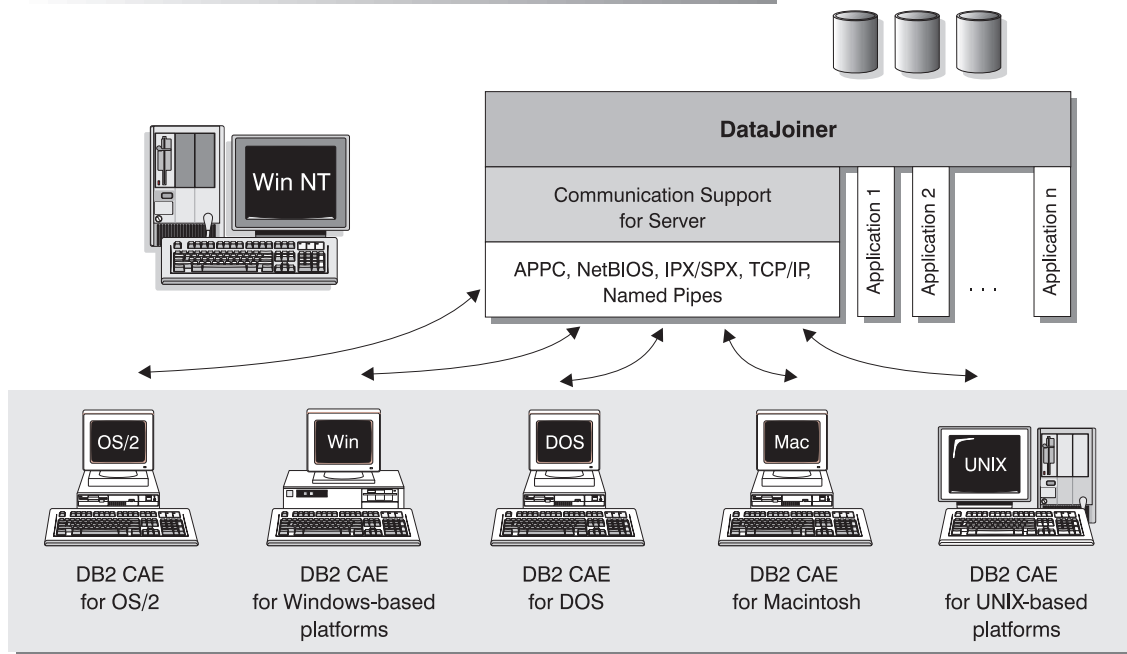 DataJoiner
Win NT
Communication Support
for Server
Application 1
Application 2
. . .
Application n
APPC, NetBIOS, IPX/SPX, TCP/IP,
Named Pipes
OS/2
Win
DOS
Mac
UNIX
DB2 CAE
for OS/2
DB2 CAE
for Windows-based
platforms
DB2 CAE
for DOS
DB2 CAE
for Macintosh
DB2 CAE
for UNIX-based
platforms